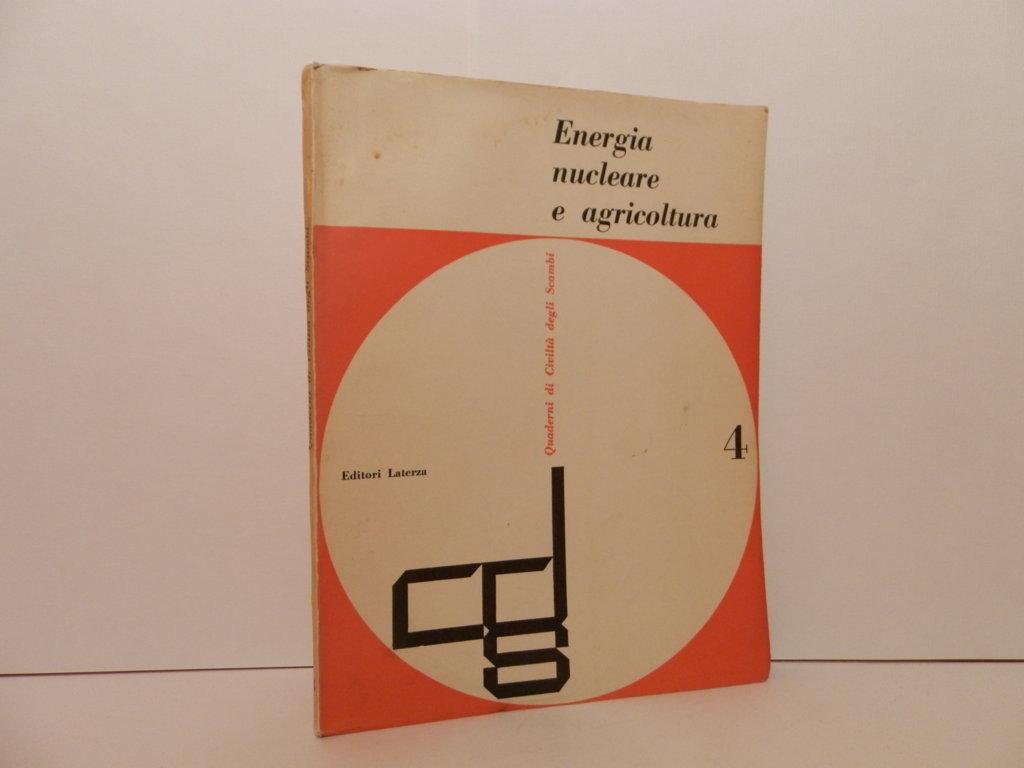 Energia
nucleare
e agricoltura
Quaderni di Civiltà degli Scambi
4
Editori Laterza
cds